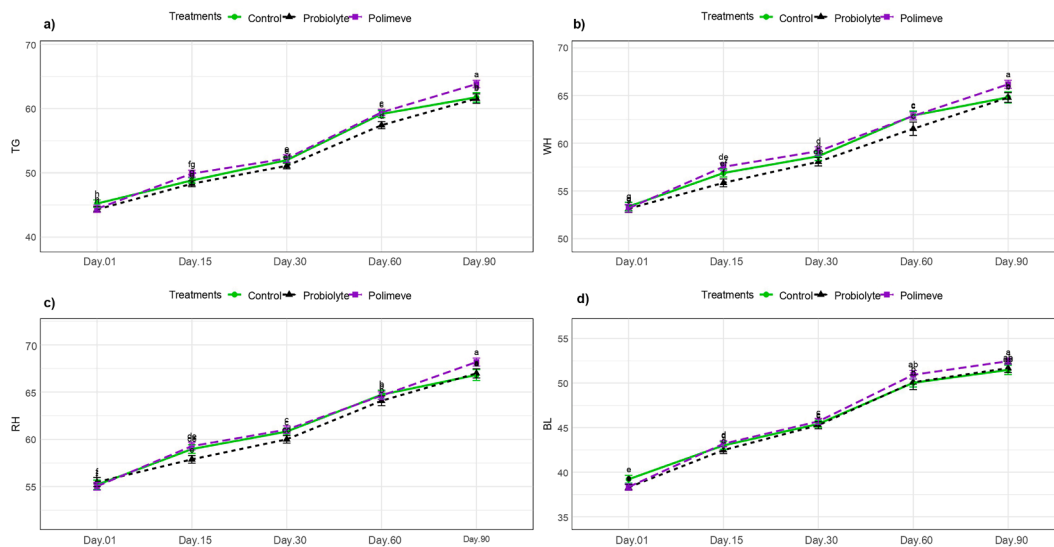 a)
Treatments Control Probiolyte Polimeve
TG
70
60
50
40
h
fg
e
c
a
Day.01 Day.15 Day.30 Day.60 Day.90
b)
Treatments Control Probiolyte Polimeve
WH
70
65
60
55
50
g
de
d
c
a
Day.01 Day.15 Day.30 Day.60 Day.90
c)
Treatments Control Probiolyte Polimeve
RH
70
65
60
55
f
de
c
b
a
Day.01 Day.15 Day.30 Day.60 Day.90
d)
Treatments Control Probiolyte Polimeve
BL
55
50
45
40
35
e
d
c
ab
a
Day.01 Day.15 Day.30 Day.60 Day.90